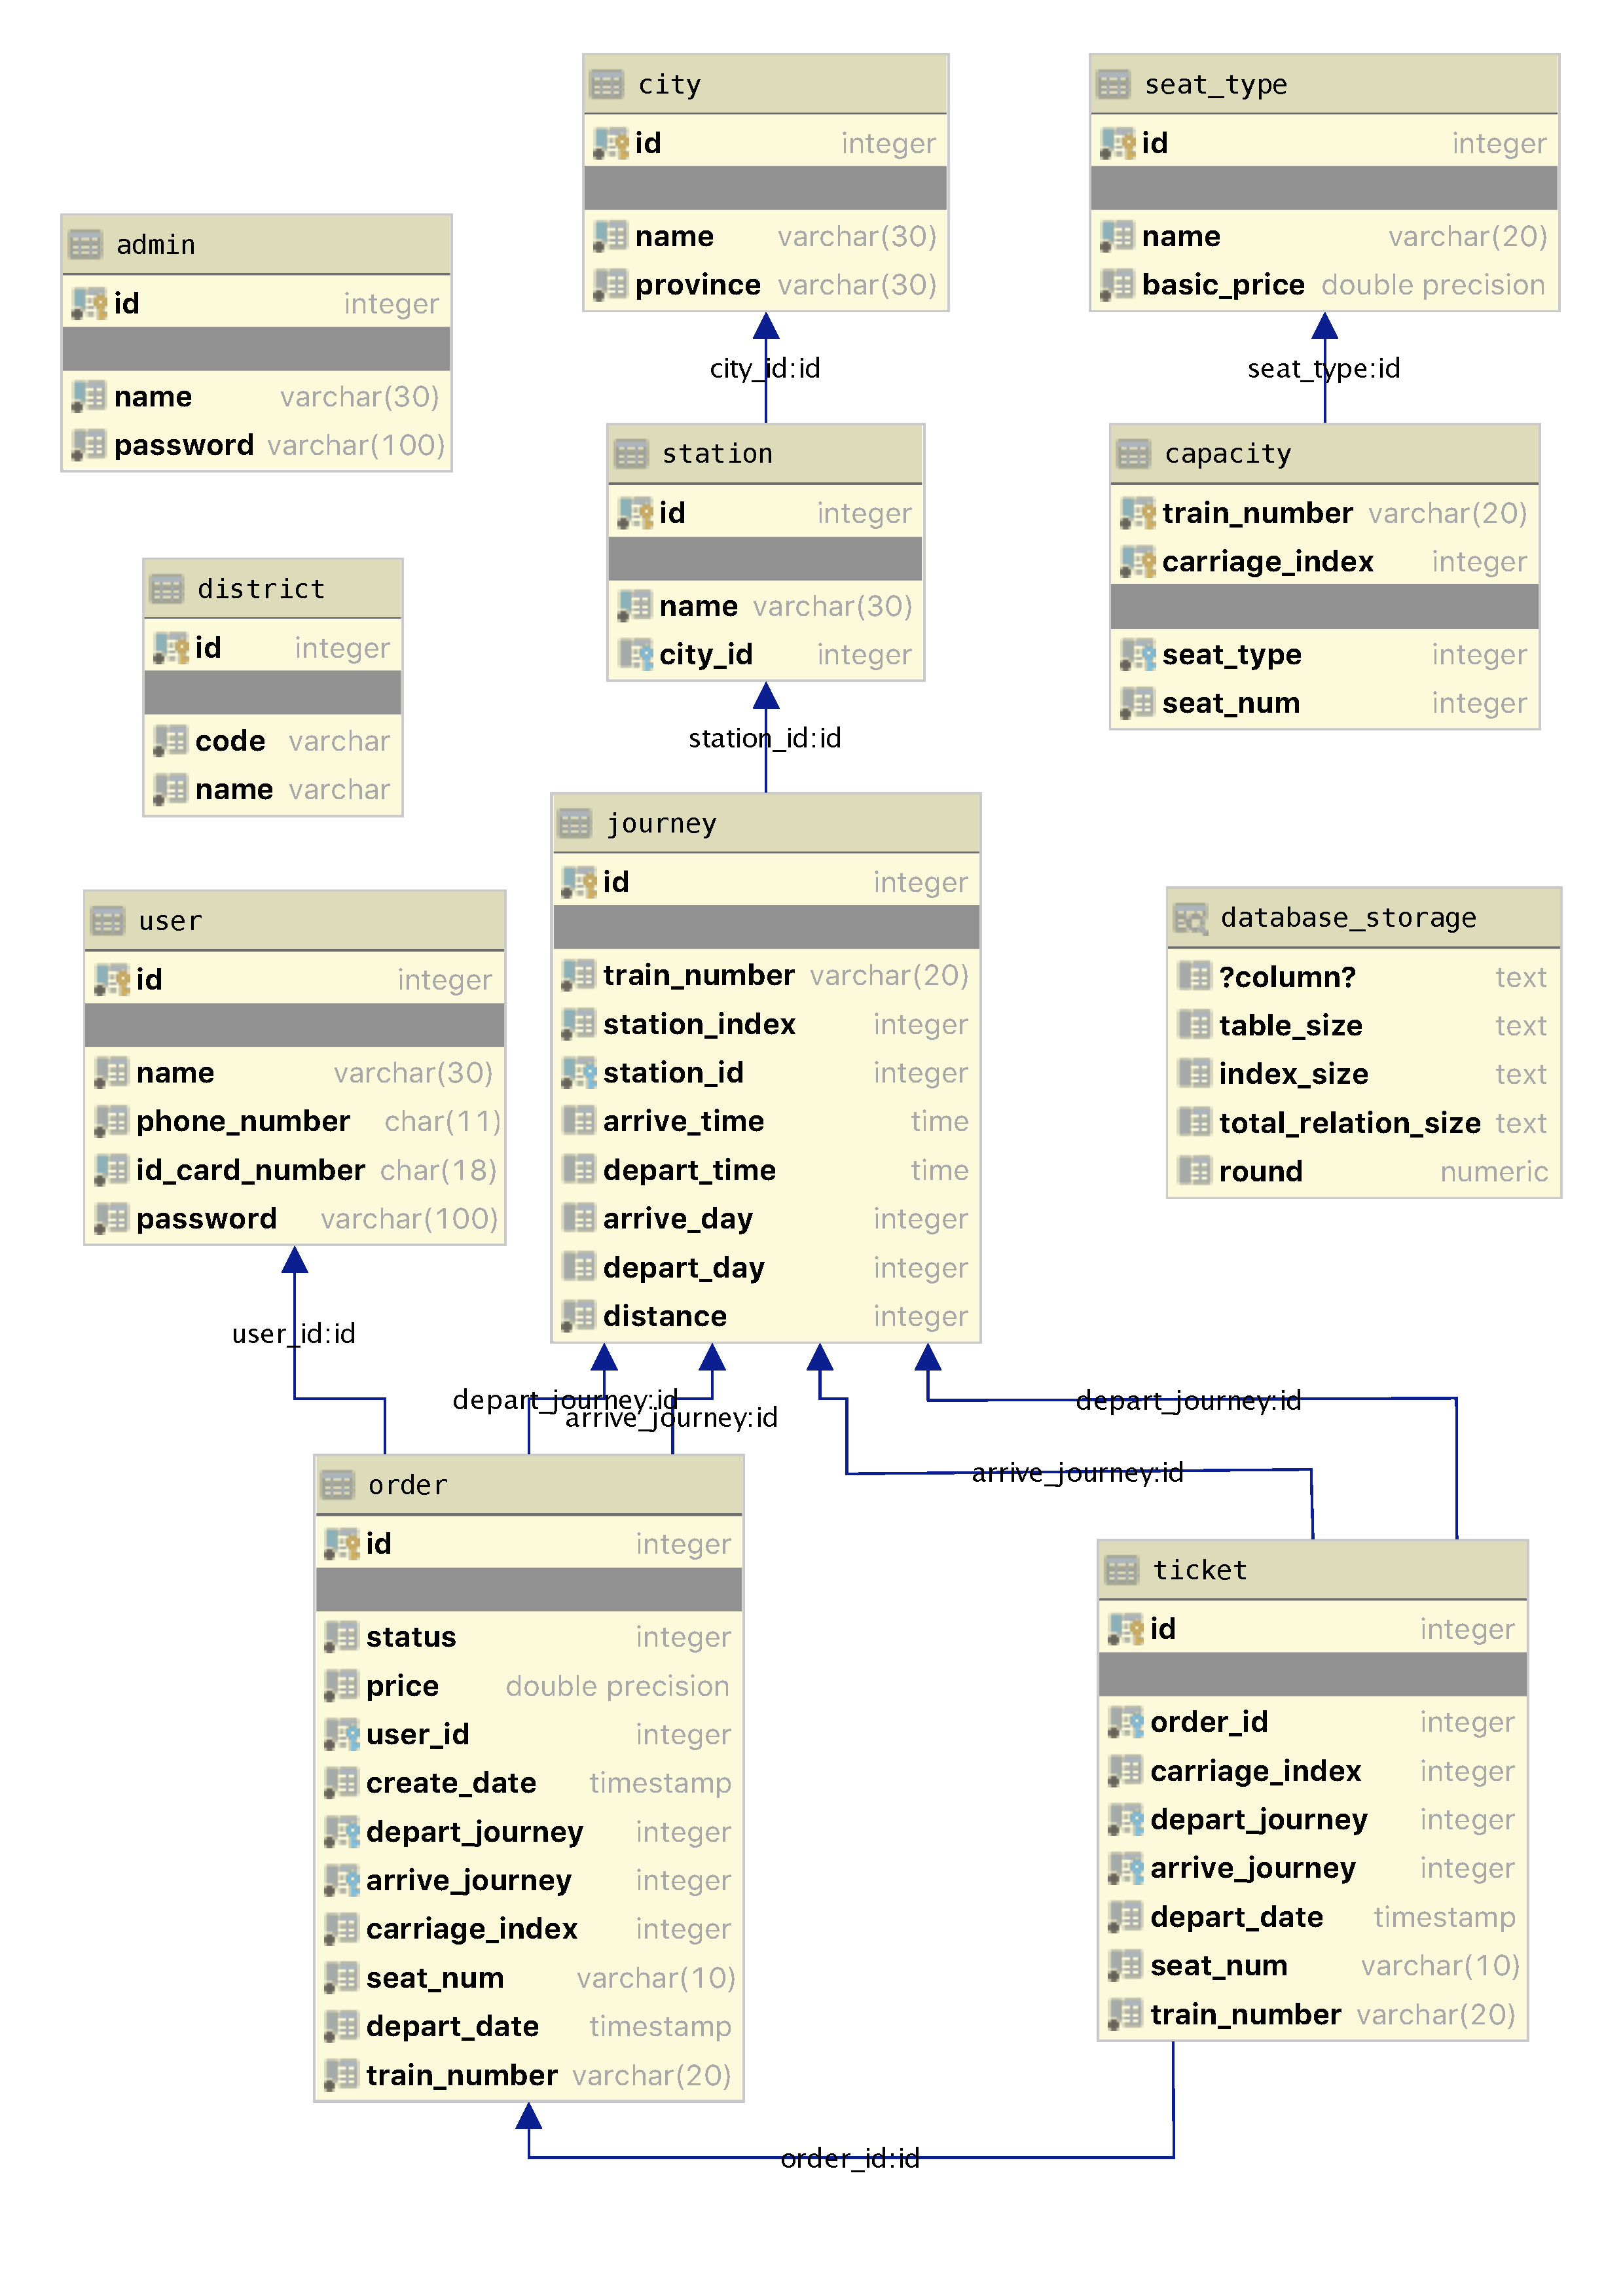 city
id integer
name varchar(30)
province varchar(30)
seat_type
id integer
name varchar(20)
basic_price double precision
admin
id integer
name varchar(30)
password varchar(100)
city_id:id
seat_type:id
station
id integer
name varchar(30)
city_id integer
capacity
train_number varchar(20)
carriage_index integer
seat_type integer
seat_num integer
district
id integer
code varchar
name varchar
station_id:id
journey
id integer
train_number varchar(20)
station_index integer
station_id integer
arrive_time time
depart_time time
arrive_day integer
depart_day integer
distance integer
user
id integer
name varchar(30)
phone_number char(11)
id_card_number char(18)
password varchar(100)
database_storage
?column? text
table_size text
index_size text
total_relation_size text
round numeric
user_id:id
depart_journey:id
arrive_journey:id
depart_journey:id
arrive_journey:id
order
id integer
status integer
price double precision
user_id integer
create_date timestamp
depart_journey integer
arrive_journey integer
carriage_index integer
seat_num varchar(10)
depart_date timestamp
train_number varchar(20)
ticket
id integer
order_id integer
carriage_index integer
depart_journey integer
arrive_journey integer
depart_date timestamp
seat_num varchar(10)
train_number varchar(20)
order_id:id